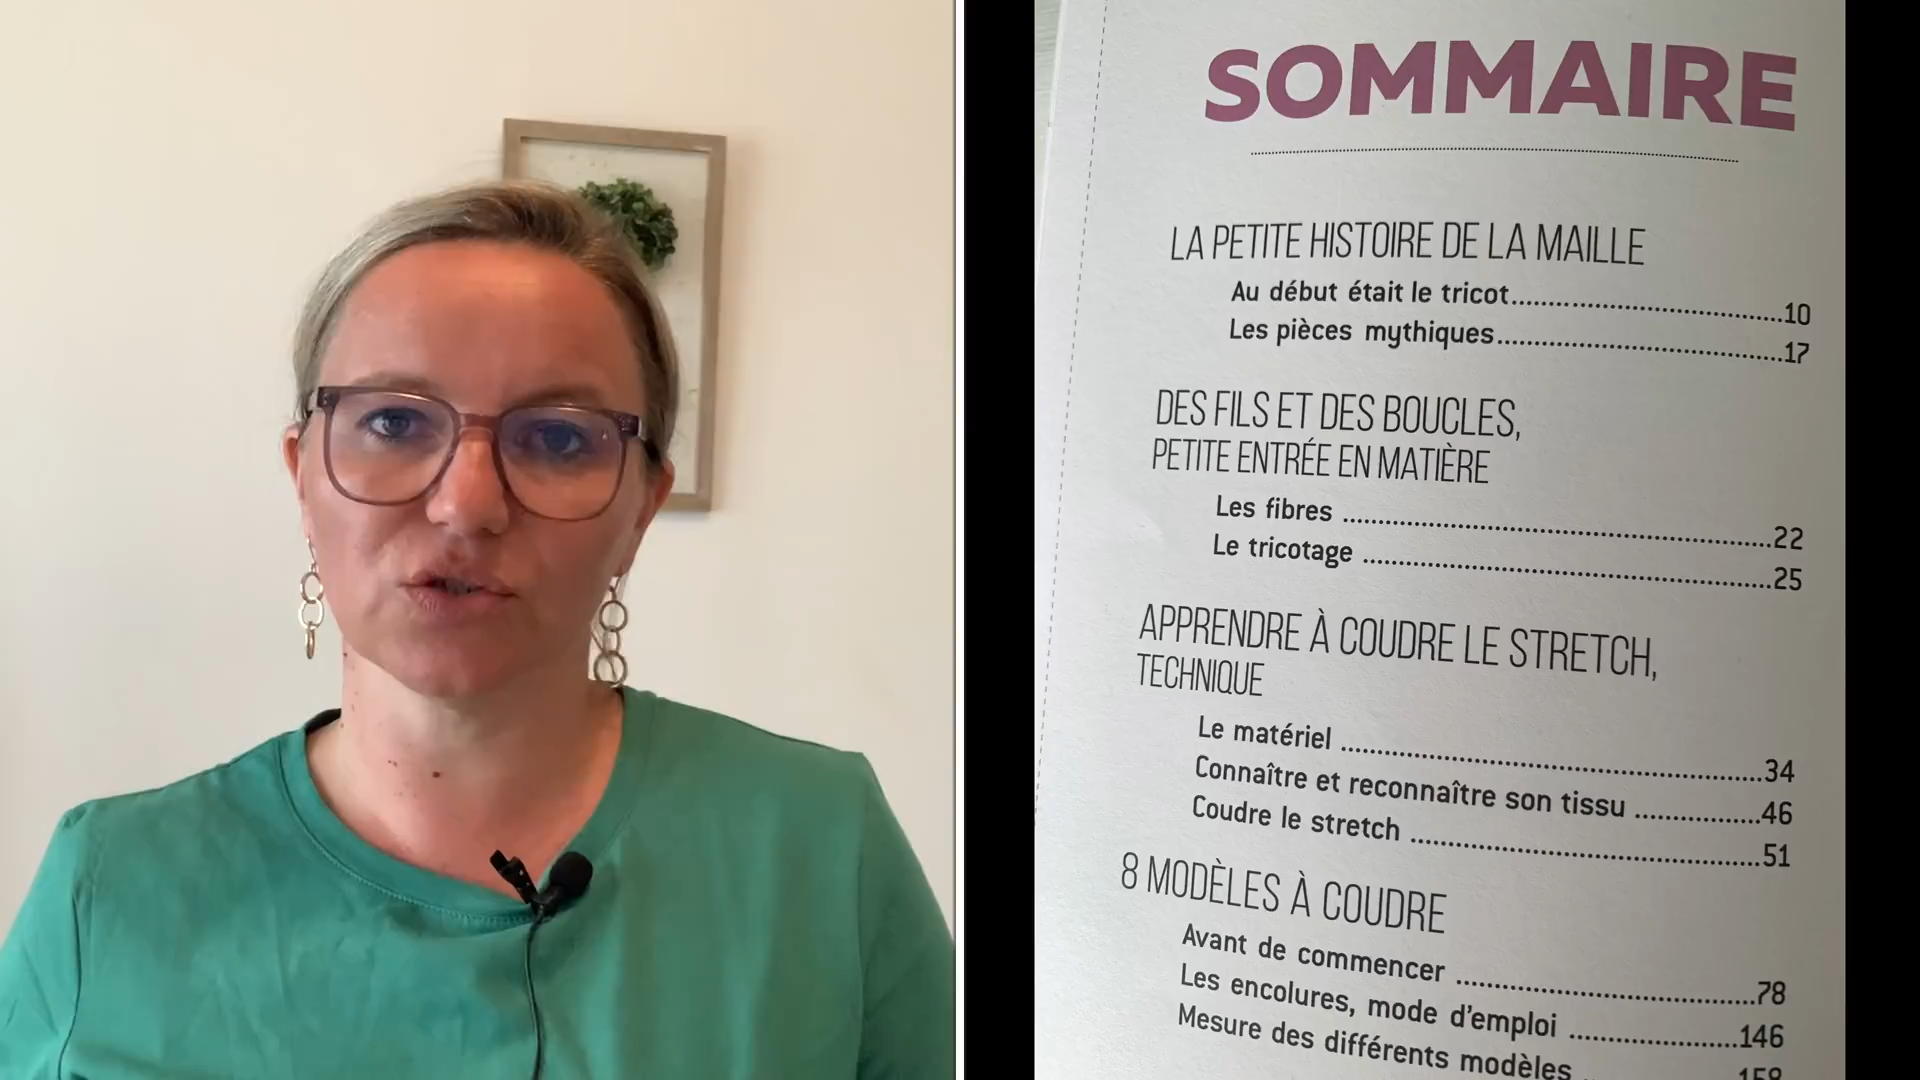 SOMMAIRE
LA PETITE HISTOIRE DE LA MAILLE
Au début était le tricot..........10
Les pièces mythiques..........17
DES FILS ET DES BOUCLES,
PETITE ENTRÉE EN MATIÈRE
Les fibres ..........22
Le tricotage ..........25
APPRENDRE À COUDRE LE STRETCH,
TECHNIQUE
Le matériel ..........34
Connaître et reconnaître son tissu ..........46
Coudre le stretch ..........51
8 MODÈLES À COUDRE
Avant de commencer ..........78
Les encolures, mode d'emploi ..........146
Mesure des différents modèles ..........158